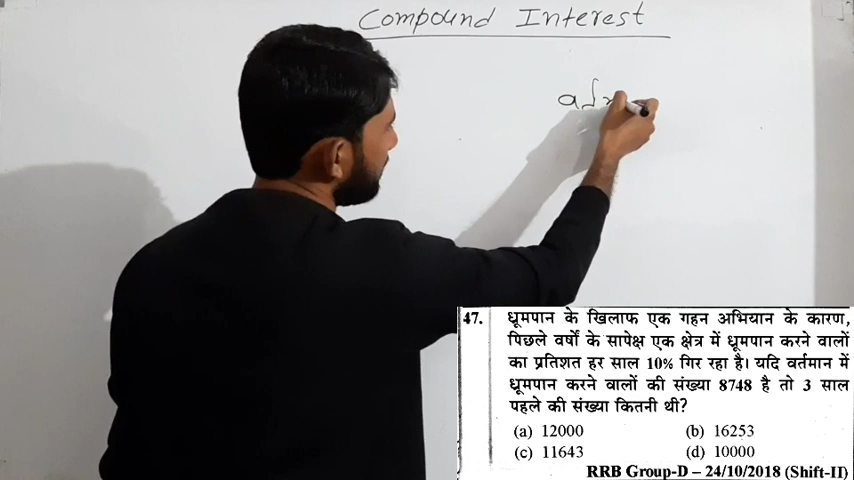 Compound Interest
47. धूमपान के खिलाफ एक गहन अभियान के कारण,
पिछले वर्षों के सापेक्ष एक क्षेत्र में धूमपान करने वालों
का प्रतिशत हर साल 10% गिर रहा है। यदि वर्तमान में
धूमपान करने वालों की संख्या 8748 है तो 3 साल
पहले की संख्या कितनी थी?
(a) 12000 (b) 16253
(c) 11643 (d) 10000
RRB Group-D – 24/10/2018 (Shift-II)